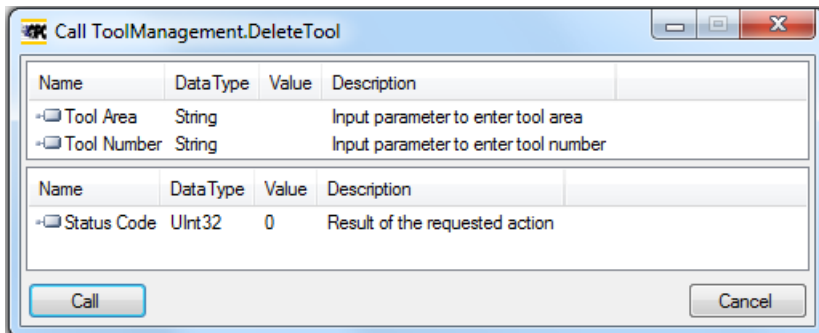 Call ToolManagement.DeleteTool
Name DataType Value Description
Tool Area String Input parameter to enter tool area
Tool Number String Input parameter to enter tool number
Name DataType Value Description
Status Code UInt32 0 Result of the requested action
Call Cancel